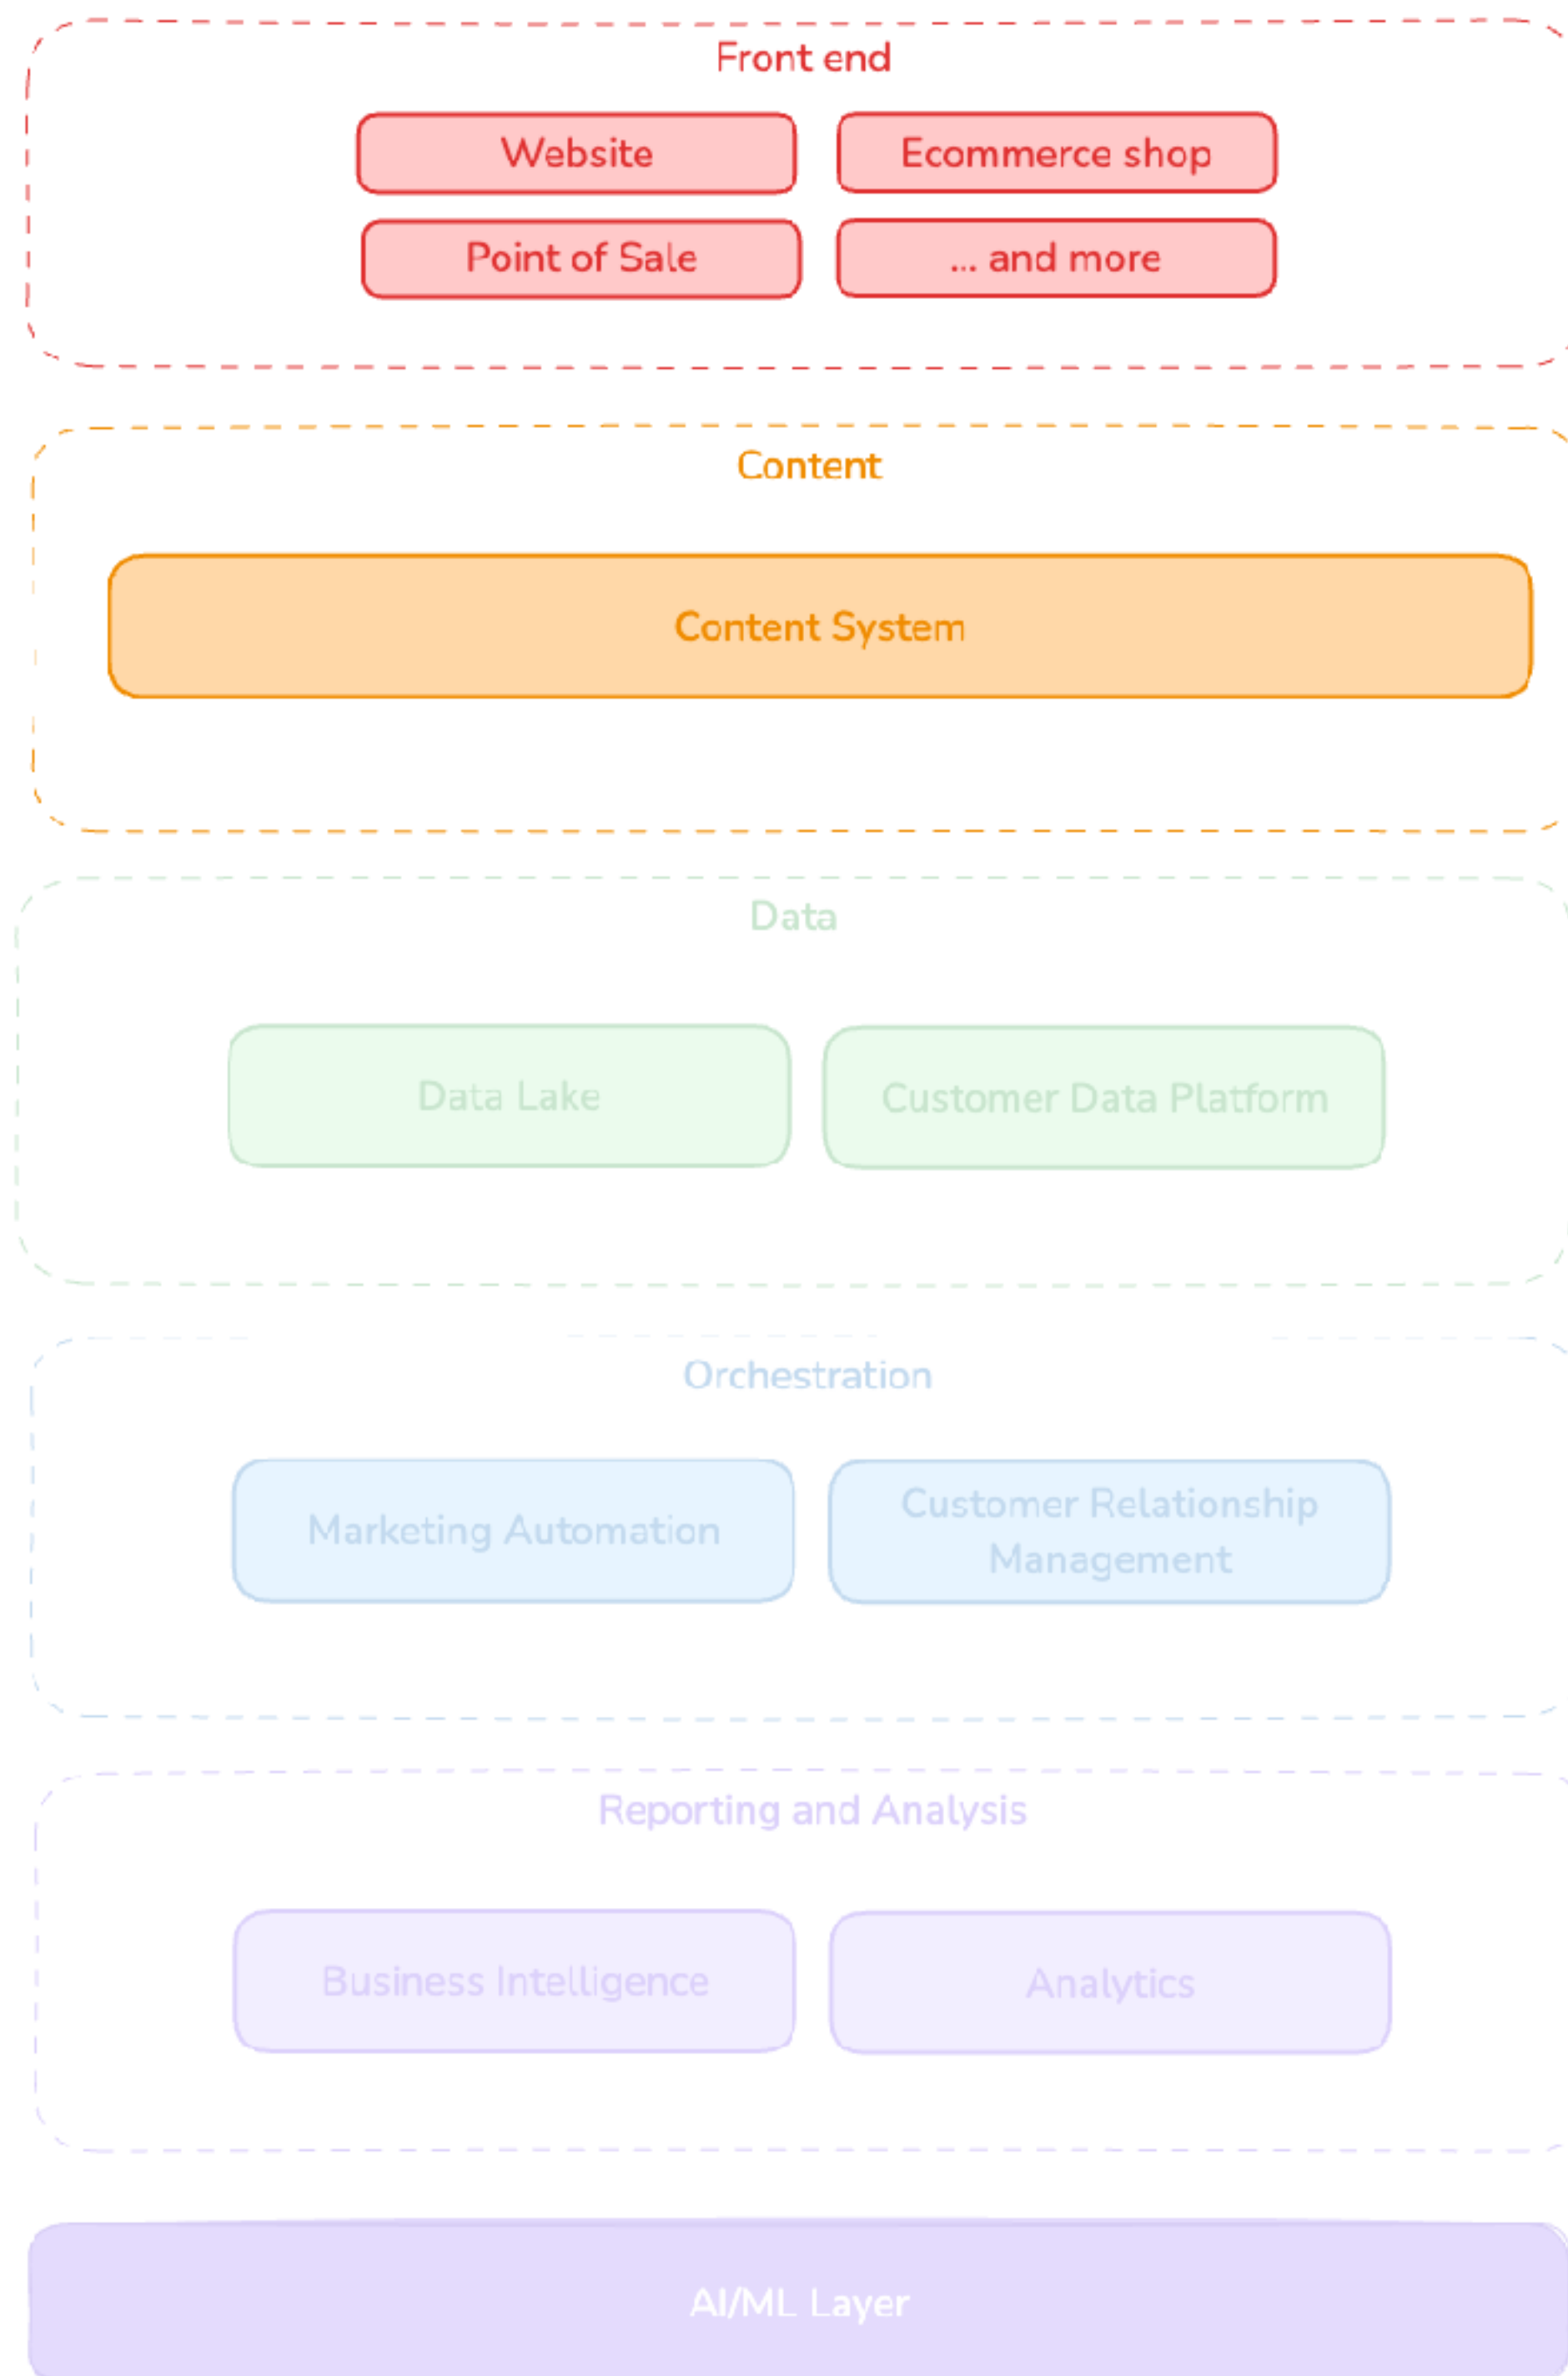 Front end
Website
Ecommerce shop
Point of Sale
... and more
Content
Content System
Data
Data Lake
Customer Data Platform
Orchestration
Marketing Automation
Customer Relationship
Management
Reporting and Analysis
Business Intelligence
Analytics
AI/ML Layer